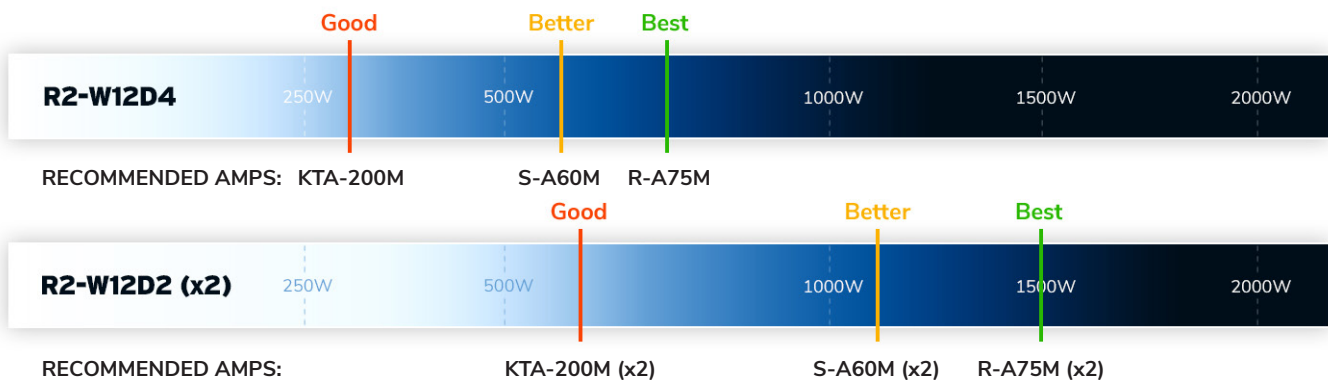 Good Better Best
R2-W12D4 250W 500W 1000W 1500W 2000W
RECOMMENDED AMPS: KTA-200M S-A60M R-A75M
Good Better Best
R2-W12D2 (x2) 250W 500W 1000W 1500W 2000W
RECOMMENDED AMPS: KTA-200M (x2) S-A60M (x2) R-A75M (x2)